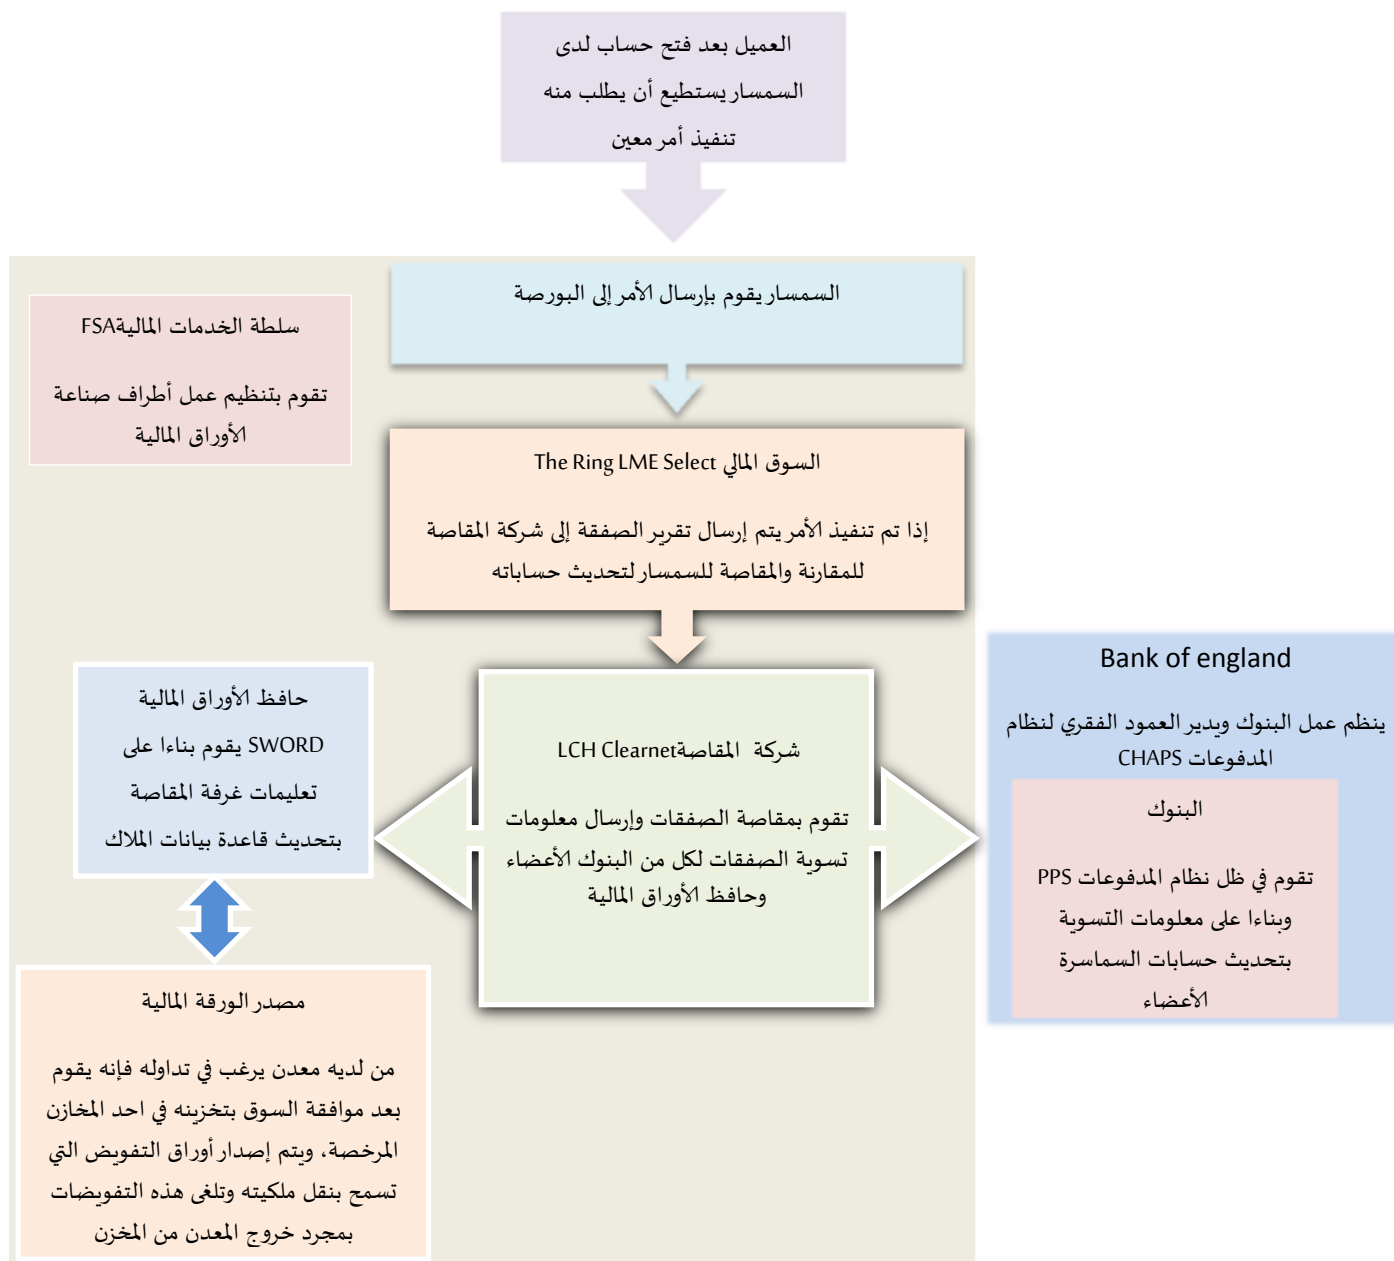 العميل بعد فتح حساب لدى
السمسار يستطيع أن يطلب منه
تنفيذ أمر معين
السمسار يقوم بإرسال الأمر إلى البورصة
سلطة الخدمات المالية FSA
تقوم بتنظيم عمل أطراف صناعة
الأوراق المالية
السوق المالي The Ring LME Select
إذا تم تنفيذ الأمر يتم إرسال تقرير الصفقة إلى شركة المقاصة
للمقارنة والمقاصة للسمسار لتحديث حساباته
Bank of england
ينظم عمل البنوك ويدير العمود الفقري لنظام
المدفوعات CHAPS
البنوك
تقوم في ظل نظام المدفوعات PPS
وبناءا على معلومات التسوية
بتحديث حسابات السماسرة
الأعضاء
شركة المقاصة LCH Clearnet
تقوم بمقاصة الصفقات وإرسال معلومات
تسوية الصفقات لكل من البنوك الأعضاء
وحافظ الأوراق المالية
حافظ الأوراق المالية
SWORD يقوم بناءا على
تعليمات غرفة المقاصة
بتحديث قاعدة بيانات الملاك
مصدر الورقة المالية
من لديه معدن يرغب في تداوله فإنه يقوم
بعد موافقة السوق بتخزينه في احد المخازن
المرخصة، ويتم إصدار أوراق التفويض التي
تسمح بنقل ملكيته وتلغى هذه التفويضات
بمجرد خروج المعدن من المخزن